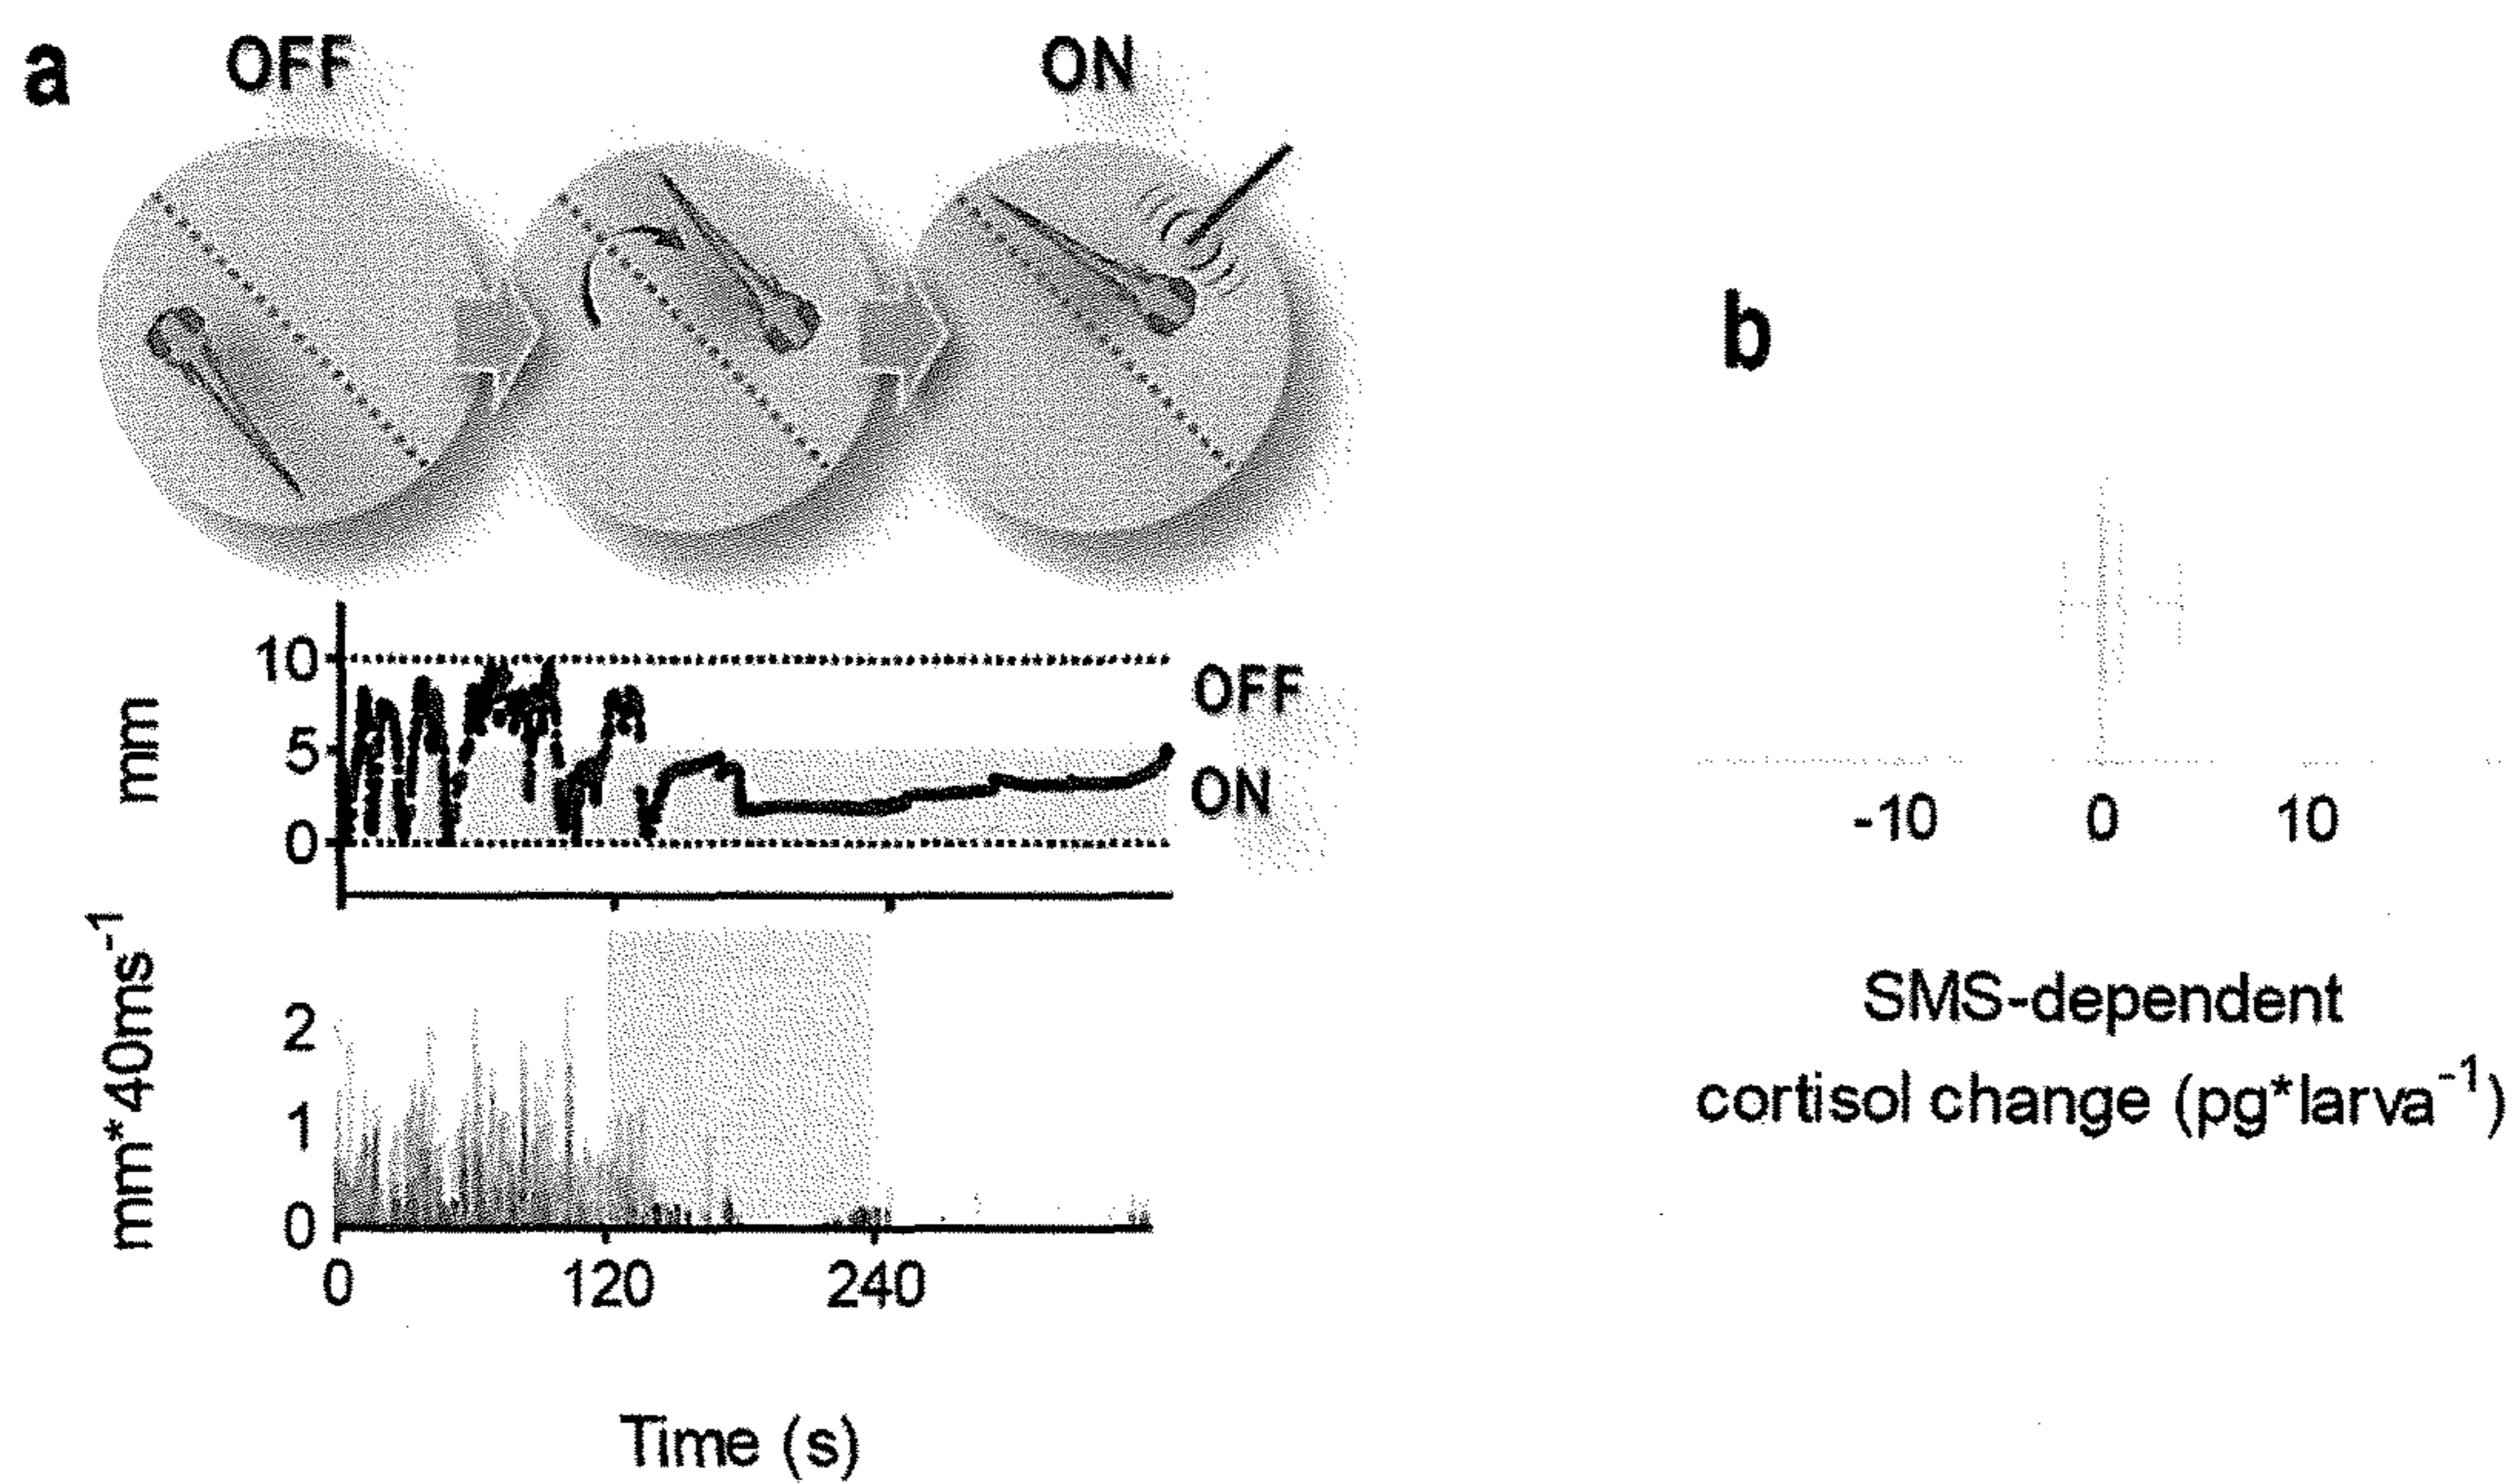 a
OFF
ON
b
10
5
0
mm
OFF
ON
2
1
0
mm*40ms⁻¹
0
120
240
Time (s)
-10
0
10
SMS-dependent
cortisol change (pg*larva⁻¹)